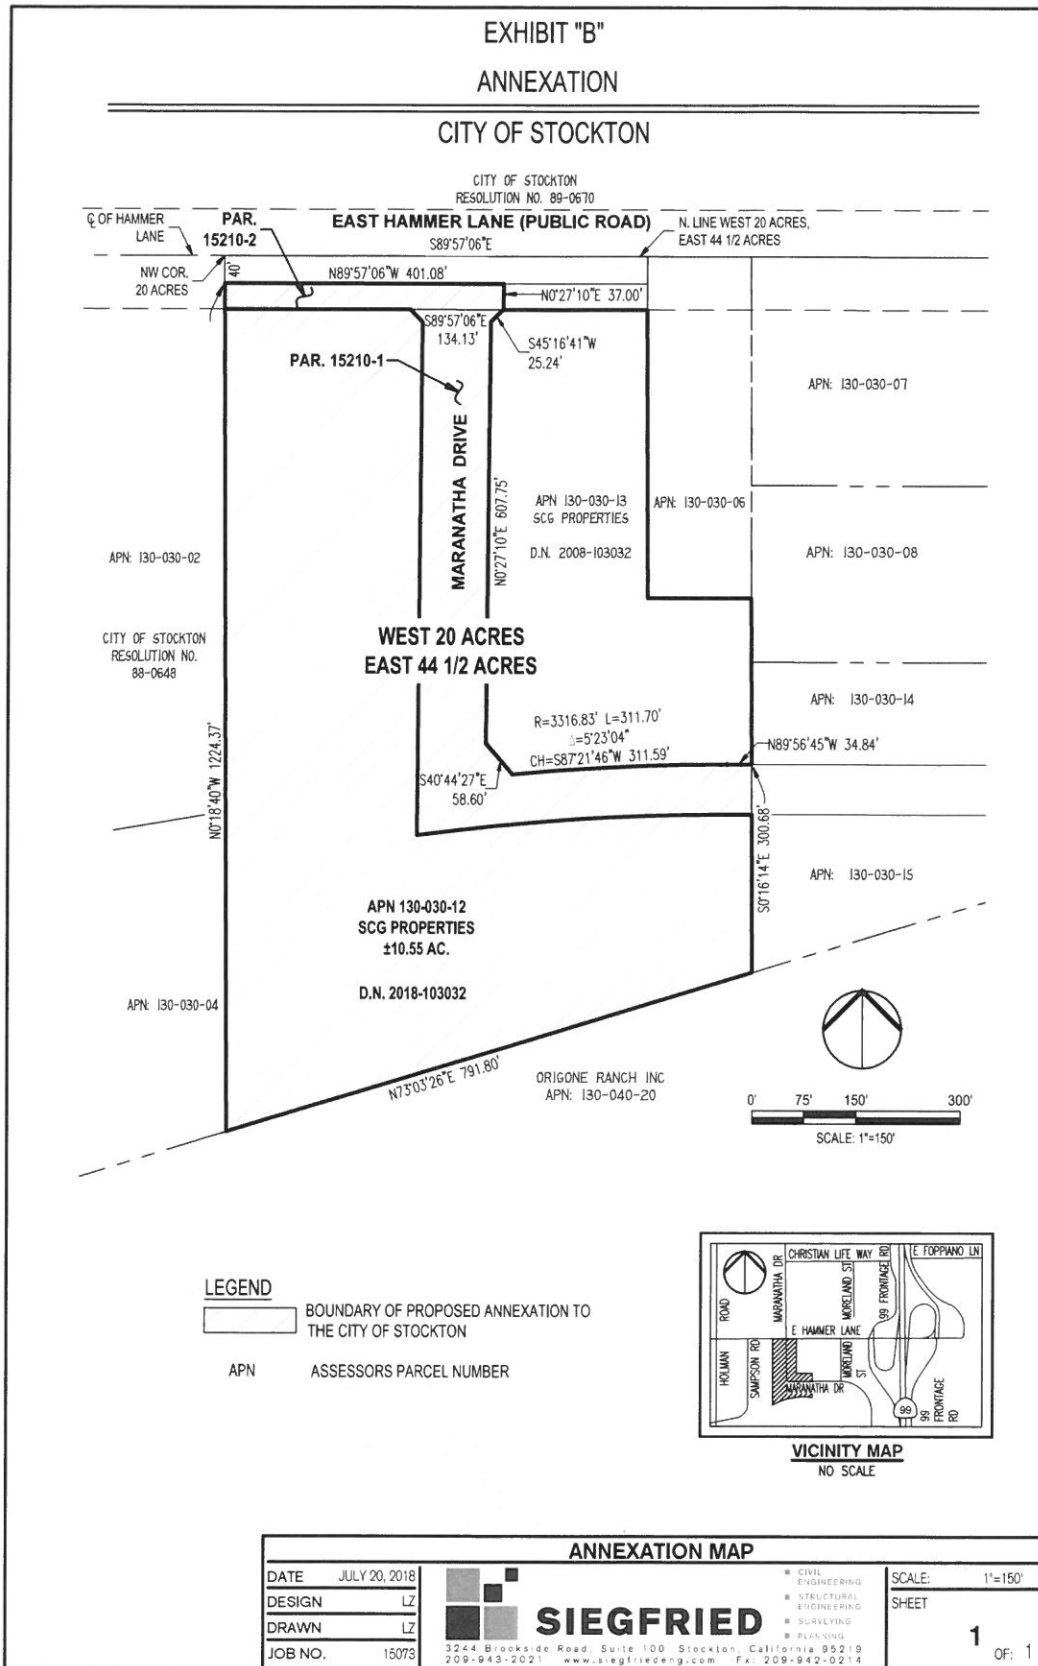 EXHIBIT "B"
ANNEXATION
CITY OF STOCKTON
CITY OF STOCKTON
RESOLUTION NO. 89-0670
℄ OF HAMMER
LANE
PAR.
15210-2
EAST HAMMER LANE (PUBLIC ROAD)
S89°57'06"E
N. LINE WEST 20 ACRES,
EAST 44 1/2 ACRES
NW COR.
20 ACRES
40'
N89°57'06"W 401.08'
N0°27'10"E 37.00'
S89°57'06"E
134.13'
S45°16'41"W
25.24'
PAR. 15210-1
MARANATHA DRIVE
N0°27'10"E 607.75'
APN: 130-030-07
APN 130-030-13
SCG PROPERTIES
D.N. 2008-103032
APN: 130-030-06
APN: 130-030-02
APN: 130-030-08
CITY OF STOCKTON
RESOLUTION NO.
88-0648
WEST 20 ACRES
EAST 44 1/2 ACRES
APN: 130-030-14
R=3316.83' L=311.70'
△=5°23'04"
CH=S87°21'46"W 311.59'
N89°56'45"W 34.84'
S40°44'27"E
58.60'
N0°18'40"W 1224.37'
S0°16'14"E 300.68'
APN: 130-030-15
APN 130-030-12
SCG PROPERTIES
±10.55 AC.
D.N. 2018-103032
APN: 130-030-04
N73°03'26"E 791.80'
ORIGONE RANCH INC
APN: 130-040-20
0' 75' 150' 300'
SCALE: 1"=150'
LEGEND
BOUNDARY OF PROPOSED ANNEXATION TO
THE CITY OF STOCKTON
APN ASSESSORS PARCEL NUMBER
CHRISTIAN LIFE WAY
E FOPPIANO LN
MARANATHA DR
MORELAND ST
99 FRONTAGE RD
ROAD
E HAMMER LANE
HOLMAN
SAMPSON RD
MORELAND
ST
MARANATHA DR
99
99 FRONTAGE
RD
VICINITY MAP
NO SCALE
ANNEXATION MAP
DATE JULY 20, 2018
DESIGN LZ
DRAWN LZ
JOB NO. 15073
SIEGFRIED
CIVIL
ENGINEERING
STRUCTURAL
ENGINEERING
SURVEYING
PLANNING
3244 Brookside Road, Suite 100 Stockton, California 95219
209-943-2021 www.siegfriedeng.com Fx: 209-942-0214
SCALE: 1"=150'
SHEET
1
OF: 1